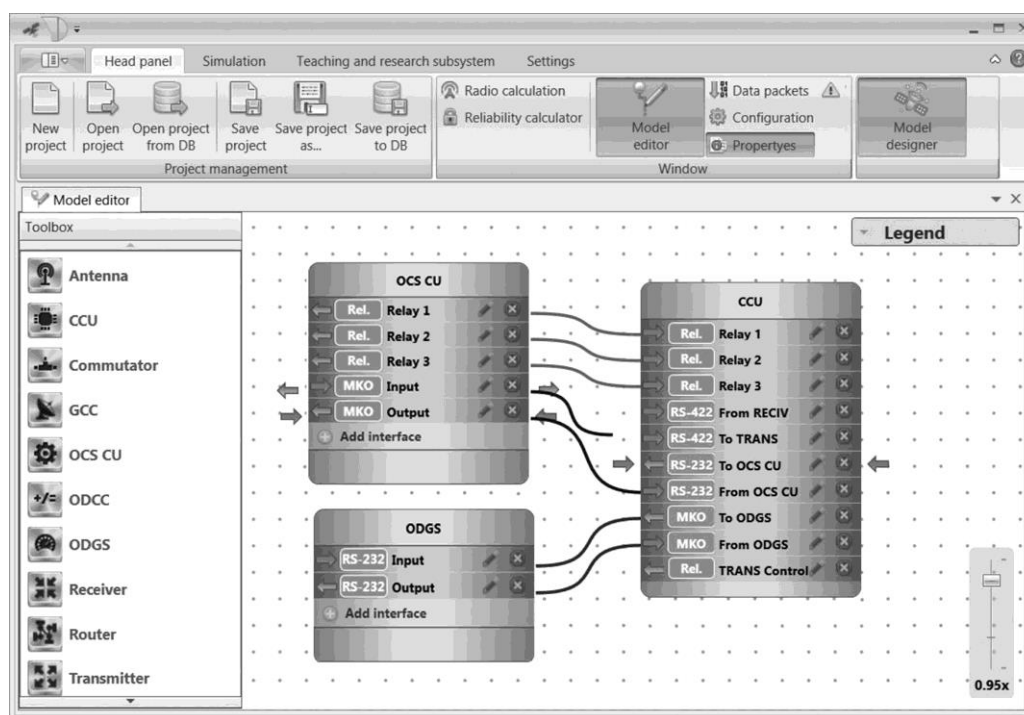 Head panel
Simulation
Teaching and research subsystem
Settings
New project
Open project
Open project from DB
Save project
Save project as...
Save project to DB
Project management
Radio calculation
Reliability calculator
Model editor
Data packets
Configuration
Propertyes
Window
Model designer
Model editor
Toolbox
Antenna
CCU
Commutator
GCC
OCS CU
ODCC
ODGS
Receiver
Router
Transmitter
Legend
OCS CU
Rel. Relay 1
Rel. Relay 2
Rel. Relay 3
MKO Input
MKO Output
Add interface
ODGS
RS-232 Input
RS-232 Output
Add interface
CCU
Rel. Relay 1
Rel. Relay 2
Rel. Relay 3
RS-422 From RECIV
RS-422 To TRANS
RS-232 To OCS CU
RS-232 From OCS CU
MKO To ODGS
MKO From ODGS
Rel. TRANS Control
0.95x